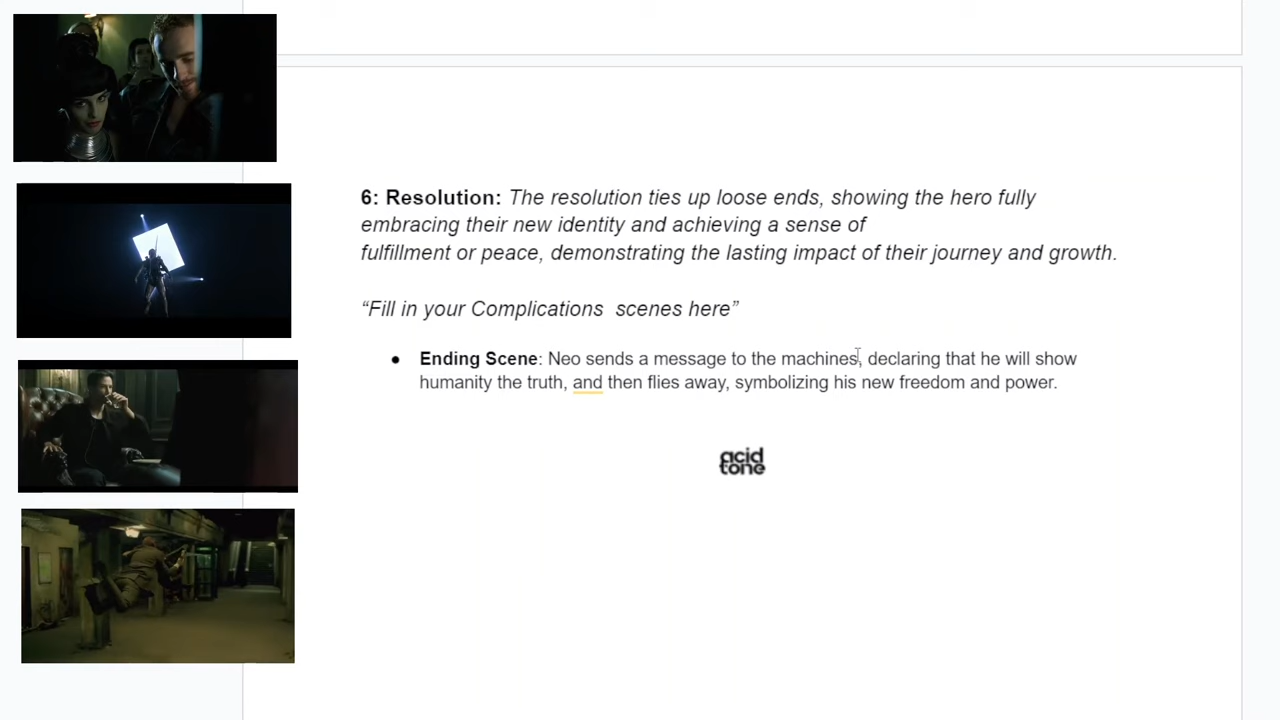 6: Resolution: The resolution ties up loose ends, showing the hero fully
embracing their new identity and achieving a sense of
fulfillment or peace, demonstrating the lasting impact of their journey and growth.
“Fill in your Complications  scenes here”
● Ending Scene: Neo sends a message to the machines, declaring that he will show
humanity the truth, and then flies away, symbolizing his new freedom and power.
acid
tone